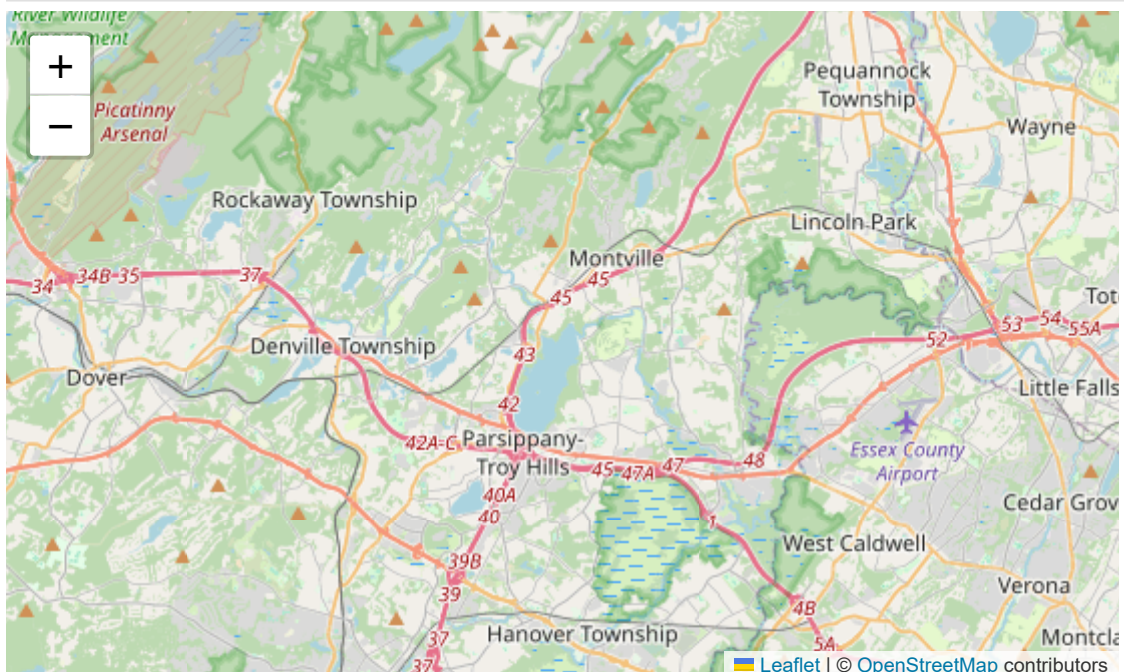 River Wildlife
Management
+
−
Picatinny
Arsenal
Pequannock
Township
Wayne
Rockaway Township
Lincoln Park
Montville
34
34B
35
37
45
45
43
42
Denville Township
Dover
52
53
54
55A
Little Falls
42A-C
Parsippany-
Troy Hills
45
47A
47
48
Essex County
Airport
40A
40
1
Cedar Grov
West Caldwell
39B
39
Verona
4B
37
Hanover Township
5A
Montcla
37
Leaflet | © OpenStreetMap contributors